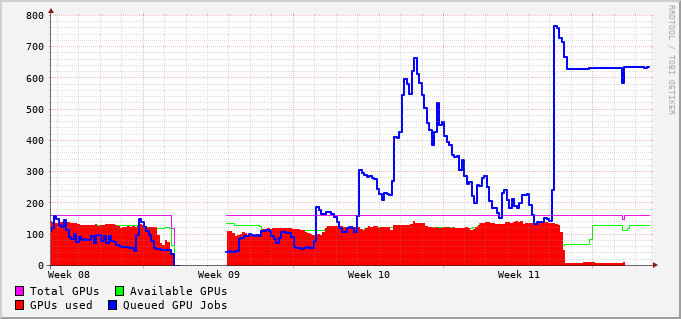 800
700
600
500
400
300
200
100
0
Week 08 Week 09 Week 10 Week 11
Total GPUs Available GPUs
GPUs used Queued GPU Jobs
RRDTOOL / TOBI OETIKER